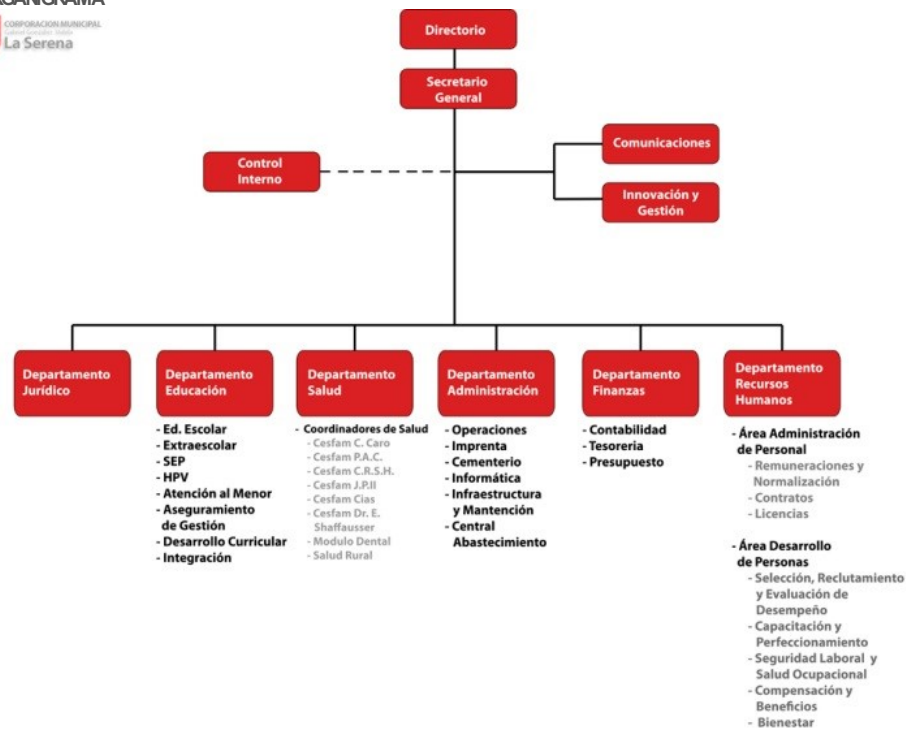 CORPORACION MUNICIPAL
La Serena
Directorio
Secretario
General
Control
Interno
Comunicaciones
Innovación y
Gestión
Departamento
Jurídico
Departamento
Educación
- Ed. Escolar
- Extraescolar
- SEP
- HPV
- Atención al Menor
- Aseguramiento
de Gestión
- Desarrollo Curricular
- Integración
Departamento
Salud
- Coordinadores de Salud
- Cesfam C. Caro
- Cesfam P.A.C.
- Cesfam C.R.S.H.
- Cesfam J.P.II
- Cesfam Cias
- Cesfam Dr. E.
Shaffausser
- Modulo Dental
- Salud Rural
Departamento
Administración
- Operaciones
- Imprenta
- Cementerio
- Informática
- Infraestructura
y Mantención
- Central
Abastecimiento
Departamento
Finanzas
- Contabilidad
- Tesoreria
- Presupuesto
Departamento
Recursos
Humanos
- Área Administración
de Personal
- Remuneraciones y
Normalización
- Contratos
- Licencias
- Área Desarrollo
de Personas
- Selección, Reclutamiento
y Evaluación de
Desempeño
- Capacitación y
Perfeccionamiento
- Seguridad Laboral y
Salud Ocupacional
- Compensación y
Beneficios
- Bienestar